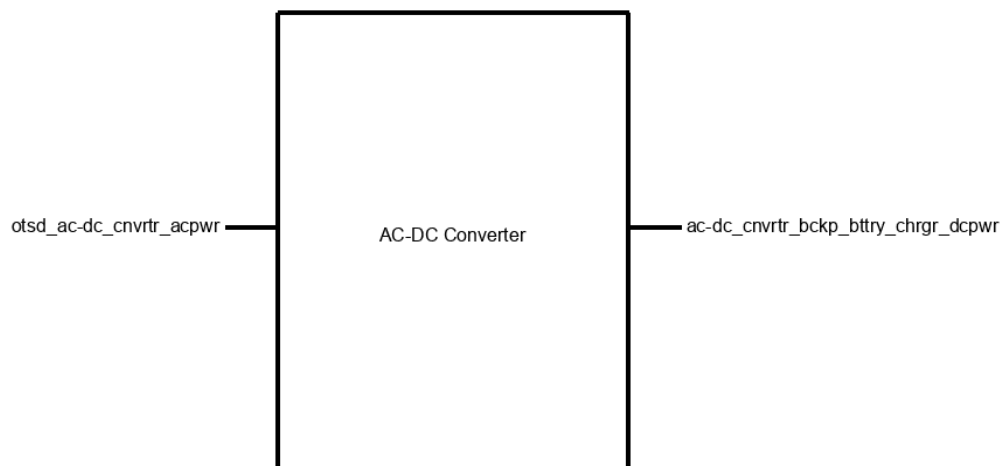 otsd_ac-dc_cnvrtr_acpwr
AC-DC Converter
ac-dc_cnvrtr_bckp_bttry_chrgr_dcpwr